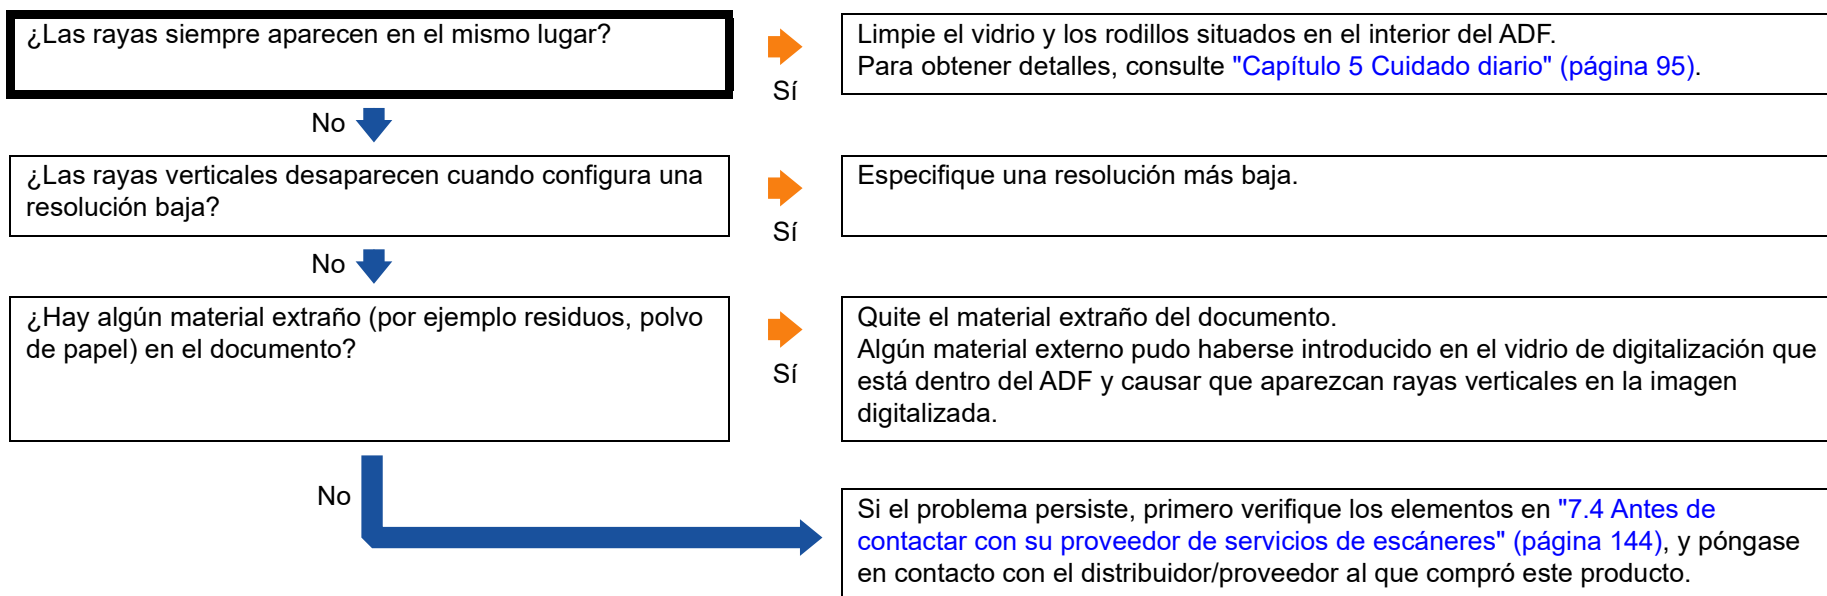 ¿Las rayas siempre aparecen en el mismo lugar?
Sí
Limpie el vidrio y los rodillos situados en el interior del ADF.
Para obtener detalles, consulte "Capítulo 5 Cuidado diario" (página 95).
No
¿Las rayas verticales desaparecen cuando configura una
resolución baja?
Sí
Especifique una resolución más baja.
No
¿Hay algún material extraño (por ejemplo residuos, polvo
de papel) en el documento?
Sí
Quite el material extraño del documento.
Algún material externo pudo haberse introducido en el vidrio de digitalización que
está dentro del ADF y causar que aparezcan rayas verticales en la imagen
digitalizada.
No
Si el problema persiste, primero verifique los elementos en "7.4 Antes de
contactar con su proveedor de servicios de escáneres" (página 144), y póngase
en contacto con el distribuidor/proveedor al que compró este producto.